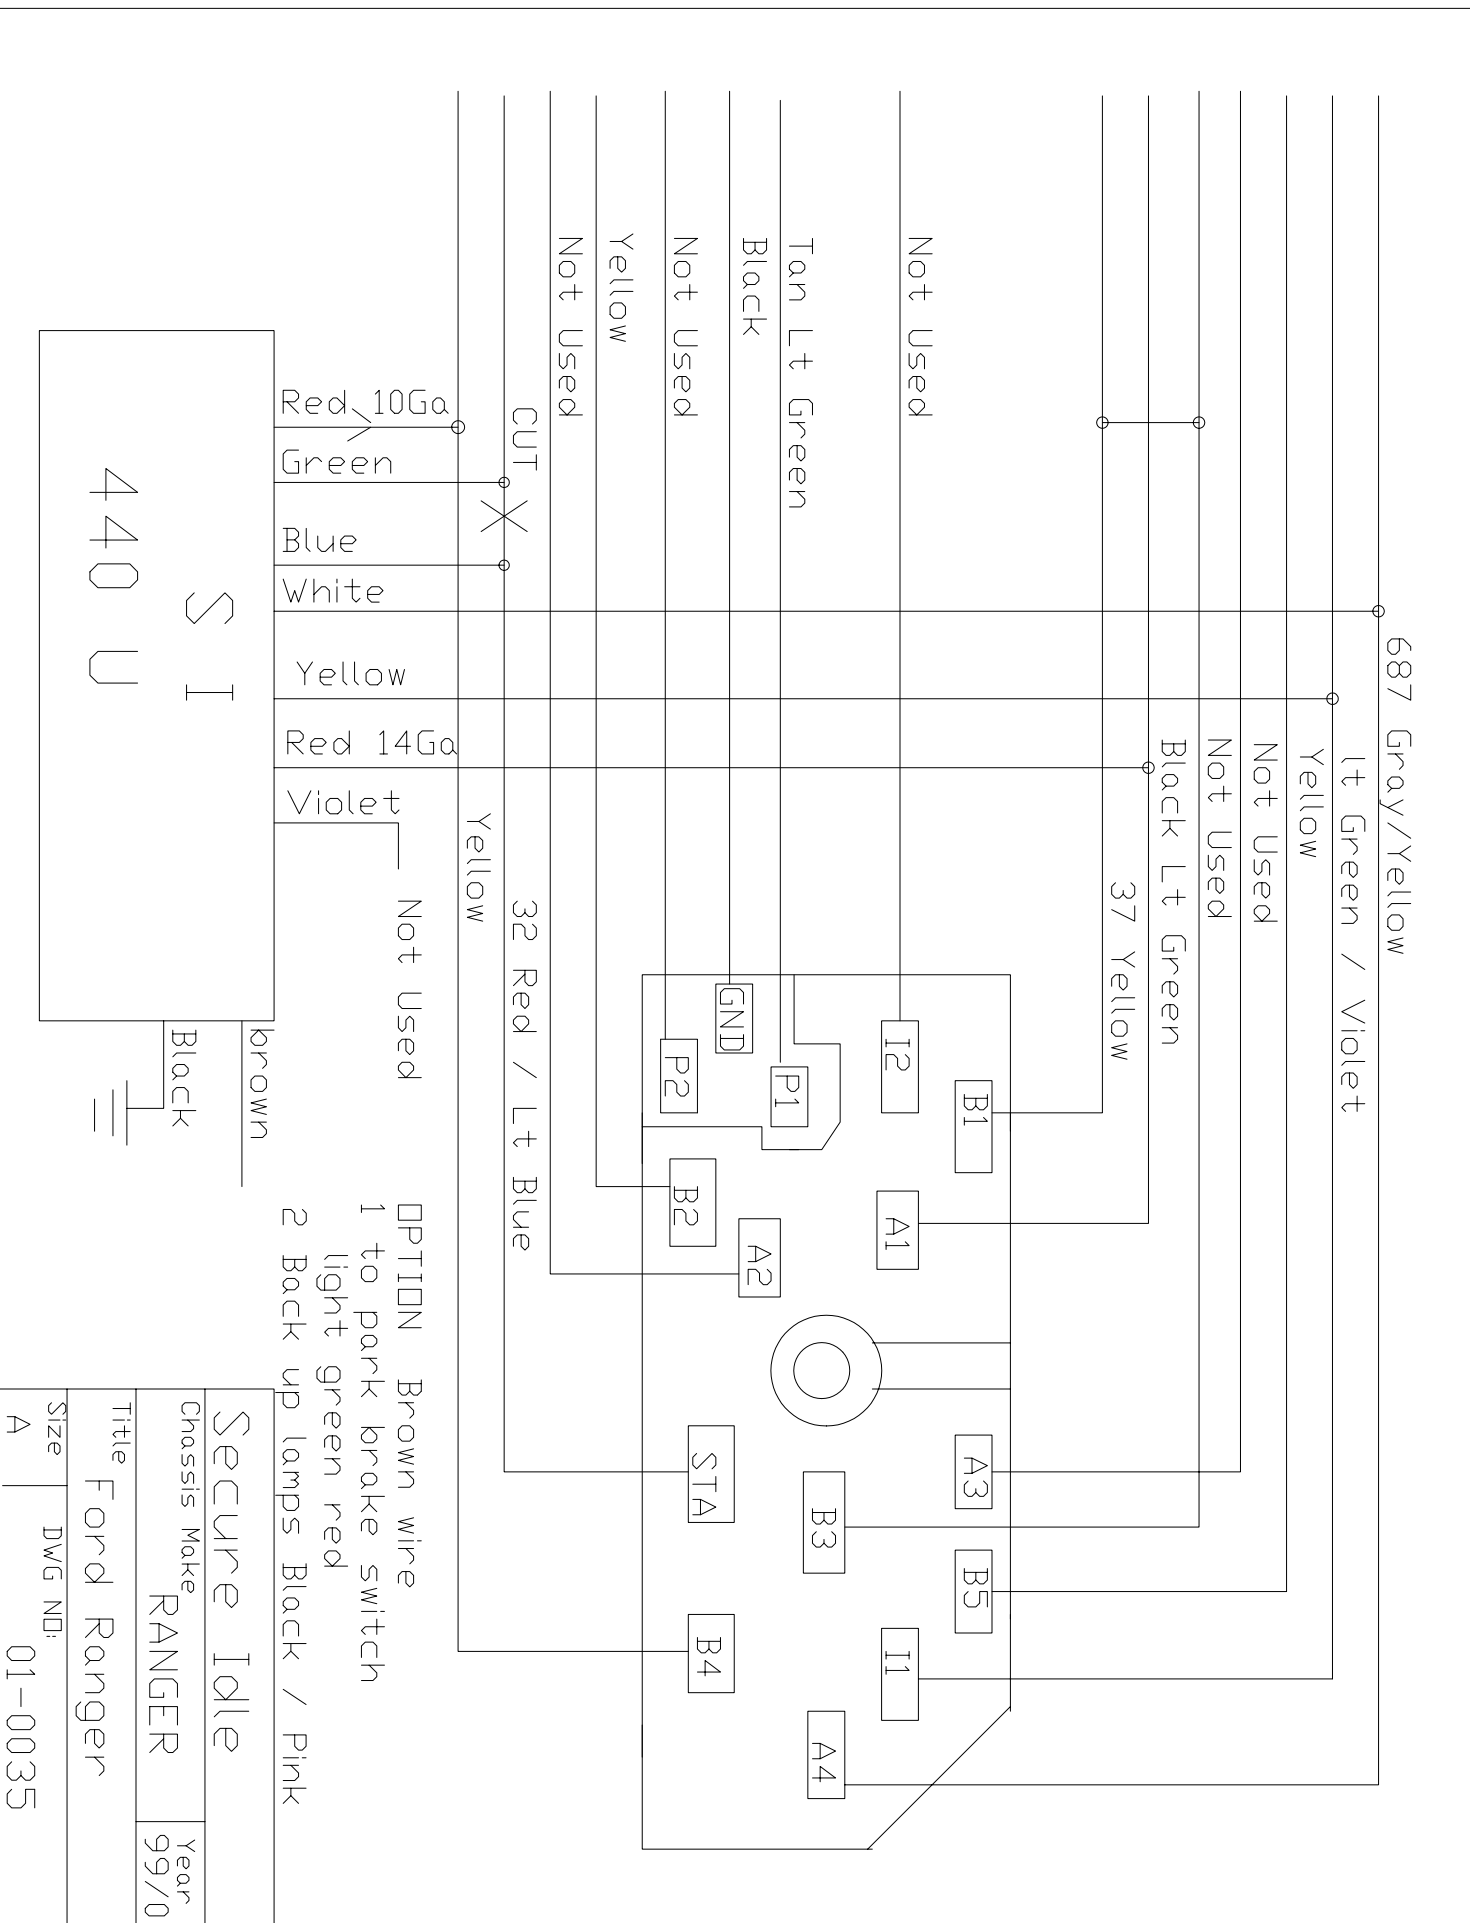 687 Gray/Yellow
lt Green / Violet
Yellow
Not Used
Not Used
Black Lt Green
37 Yellow
Not Used
Tan Lt Green
Black
Not Used
Yellow
Not Used
CUT
32 Red / Lt Blue
Yellow
I2
B1
A1
GND
P1
P2
B2
A2
A3
B3
B5
STA
I1
B4
A4
Red 10Ga
Green
Blue
White
Yellow
Red 14Ga
Violet
Not Used
S I
440 U
brown
Black
OPTION Brown wire
1 to park brake switch
light green red
2 Back up lamps Black / Pink
Secure Idle
Chassis Make
RANGER
Year
99/0
Title
Ford Ranger
Size
A
DWG NO:
01-0035